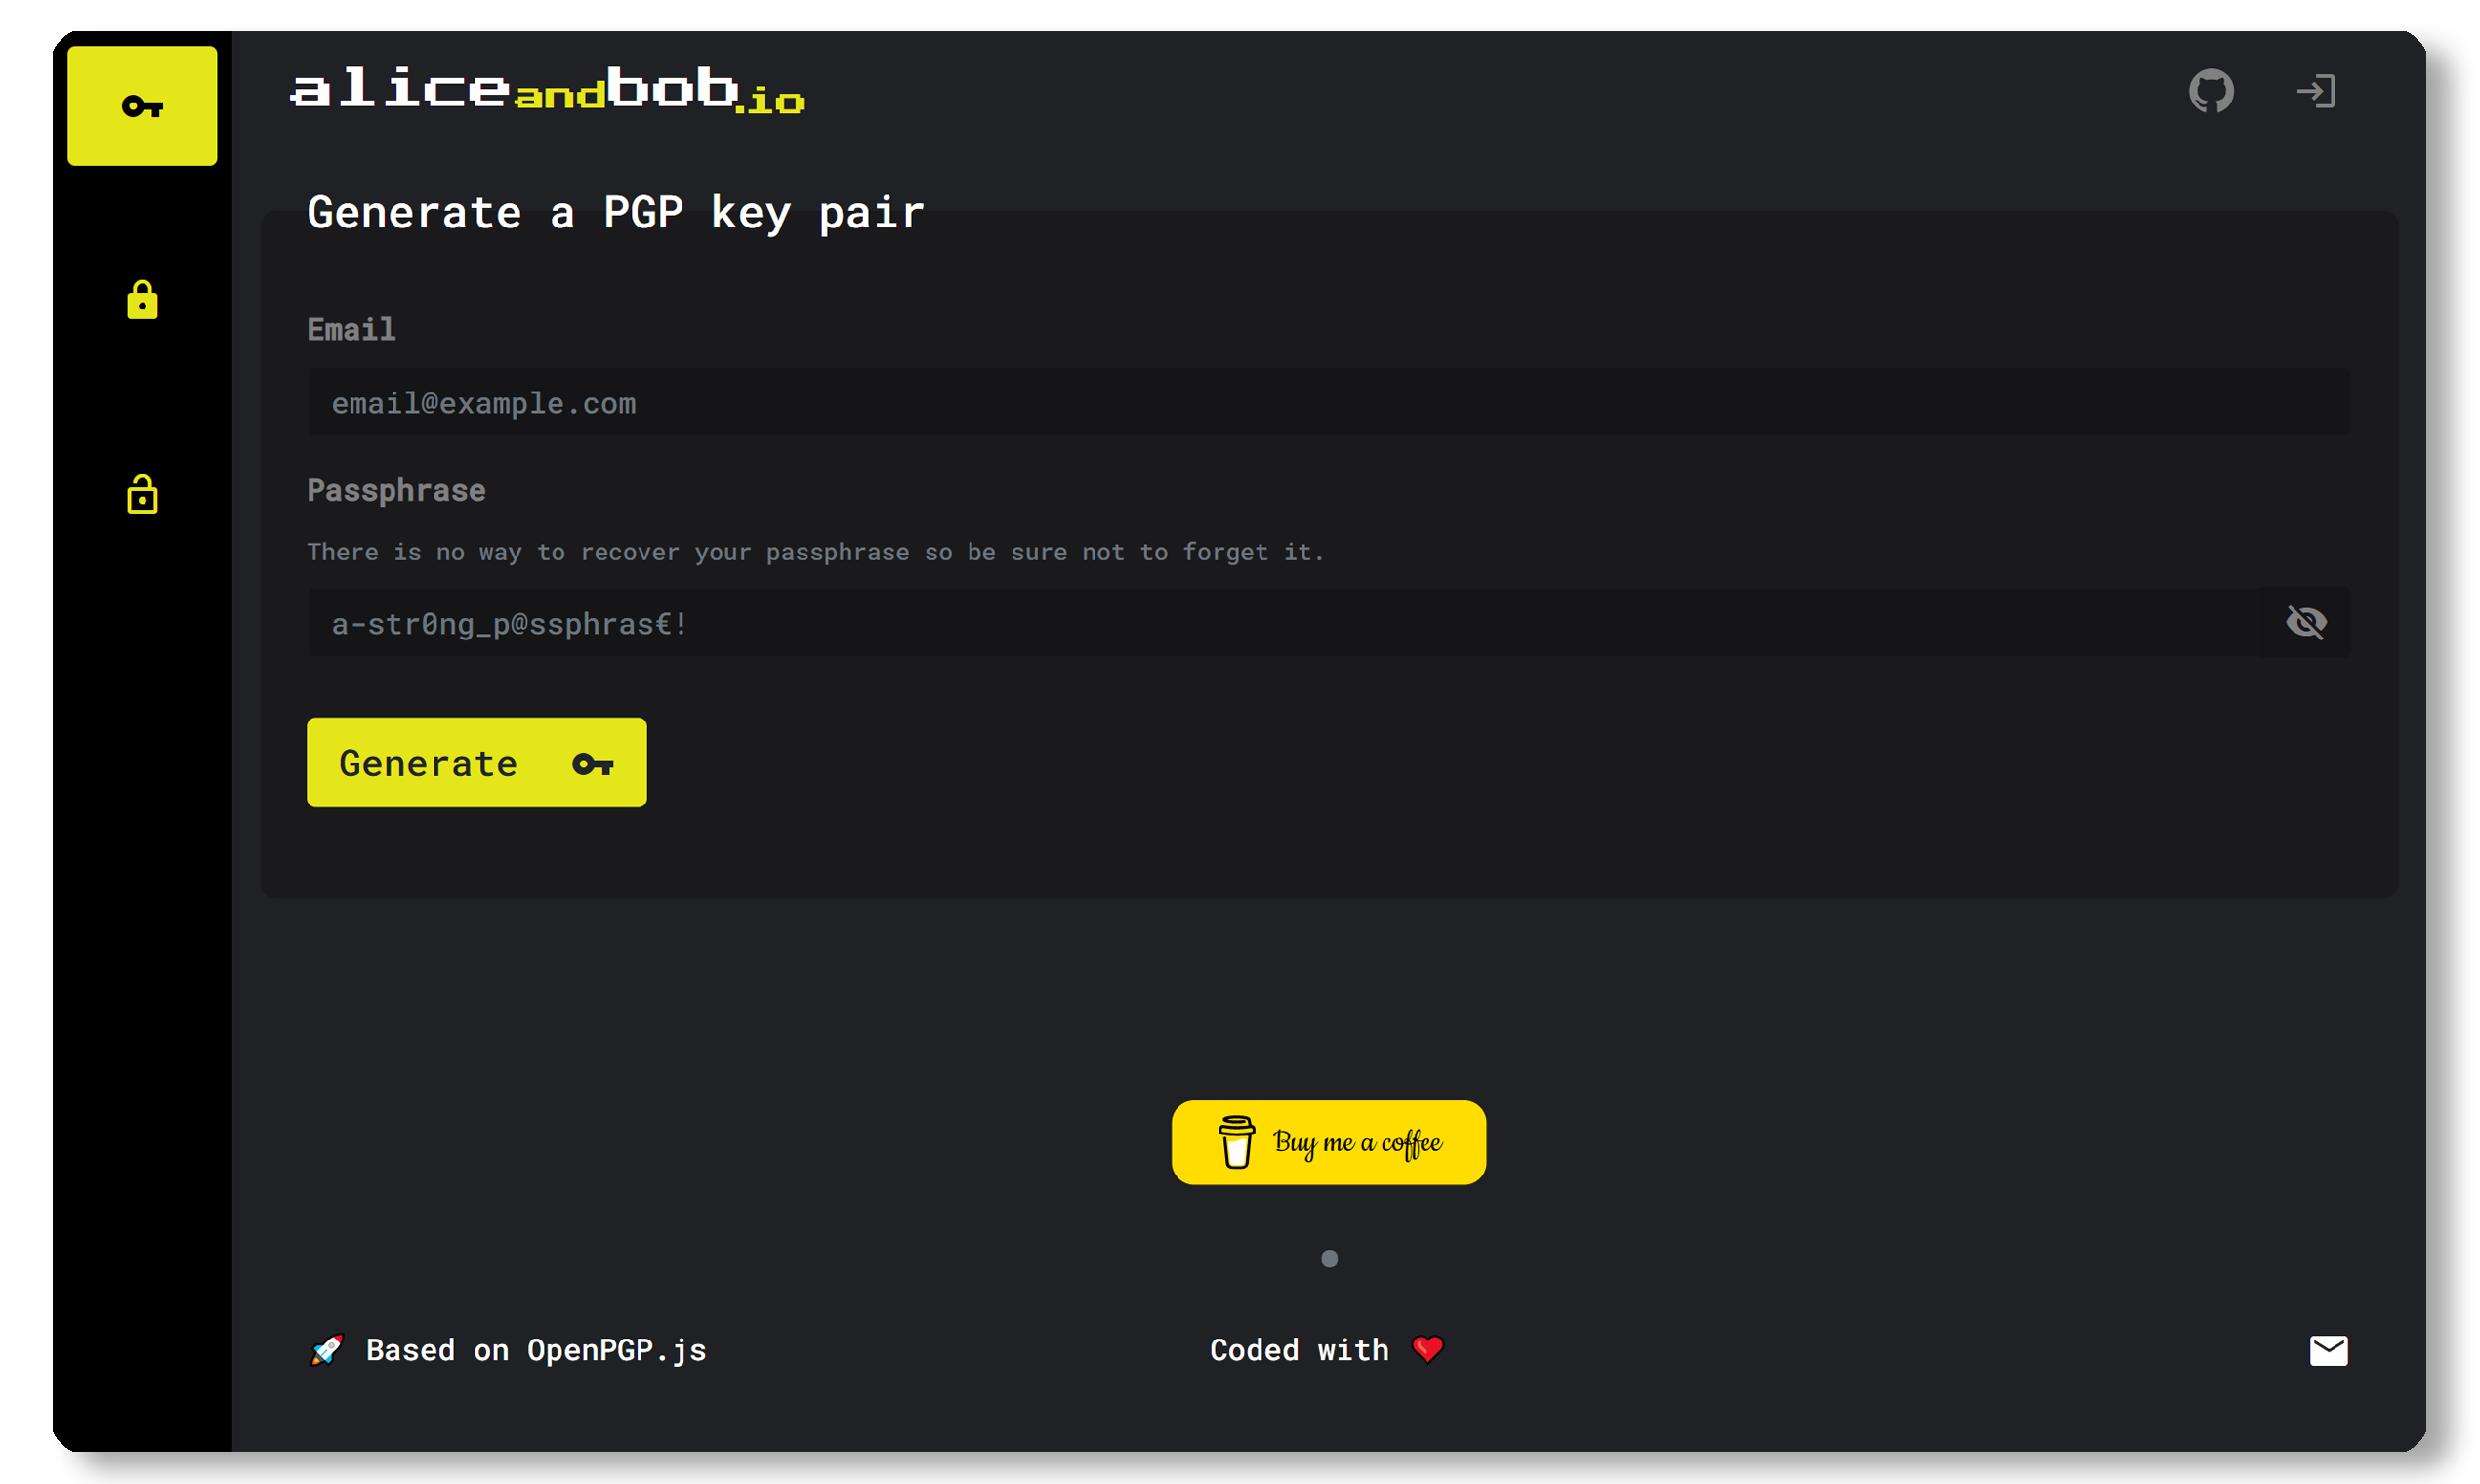 aliceandbob.io
Generate a PGP key pair
Email
email@example.com
Passphrase
There is no way to recover your passphrase so be sure not to forget it.
a-str0ng_p@ssphras€!
Generate
Buy me a coffee
Based on OpenPGP.js
Coded with